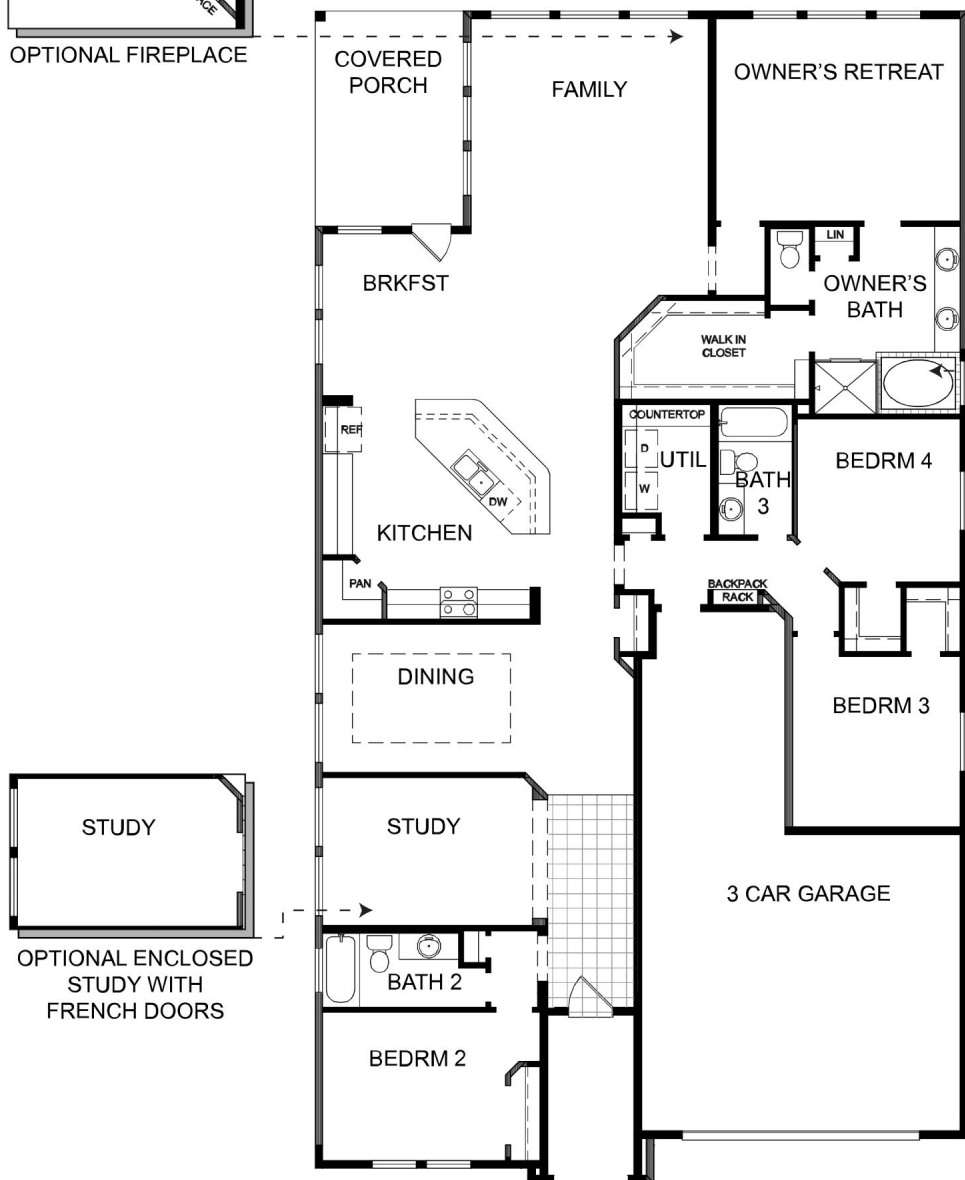 OPTIONAL FIREPLACE
COVERED
PORCH
FAMILY
OWNER'S RETREAT
LIN
BRKFST
OWNER'S
BATH
WALK IN
CLOSET
COUNTERTOP
REF
D
UTIL
W
BATH
3
BEDRM 4
DW
KITCHEN
PAN
BACKPACK
RACK
DINING
BEDRM 3
STUDY
STUDY
3 CAR GARAGE
OPTIONAL ENCLOSED
STUDY WITH
FRENCH DOORS
BATH 2
BEDRM 2